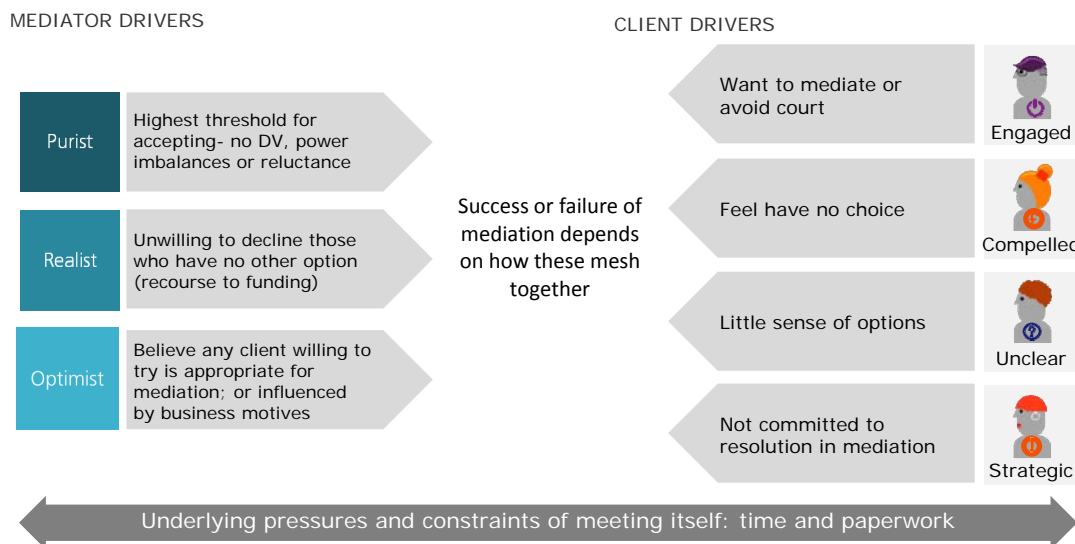 MEDIATOR DRIVERS
CLIENT DRIVERS
Purist
Highest threshold for
accepting- no DV, power
imbalances or reluctance
Realist
Unwilling to decline those
who have no other option
(recourse to funding)
Optimist
Believe any client willing to
try is appropriate for
mediation; or influenced
by business motives
Success or failure of
mediation depends
on how these mesh
together
Want to mediate or
avoid court
Engaged
Feel have no choice
Compelled
Little sense of options
Unclear
Not committed to
resolution in mediation
Strategic
Underlying pressures and constraints of meeting itself: time and paperwork